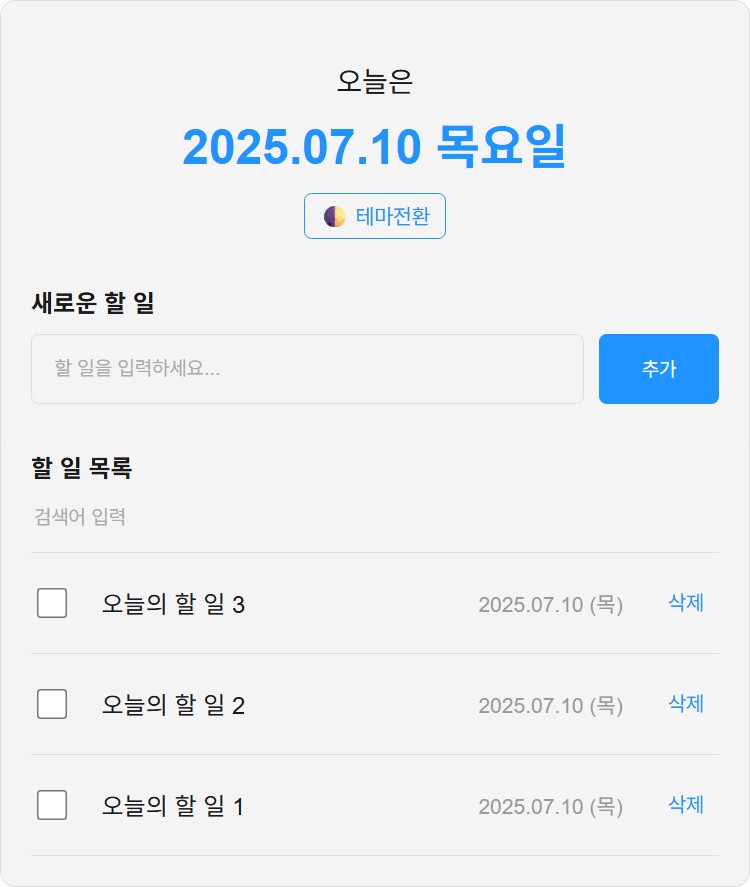 오늘은
2025.07.10 목요일
테마전환
새로운 할 일
할 일을 입력하세요...
추가
할 일 목록
검색어 입력
오늘의 할 일 3 2025.07.10 (목) 삭제
오늘의 할 일 2 2025.07.10 (목) 삭제
오늘의 할 일 1 2025.07.10 (목) 삭제